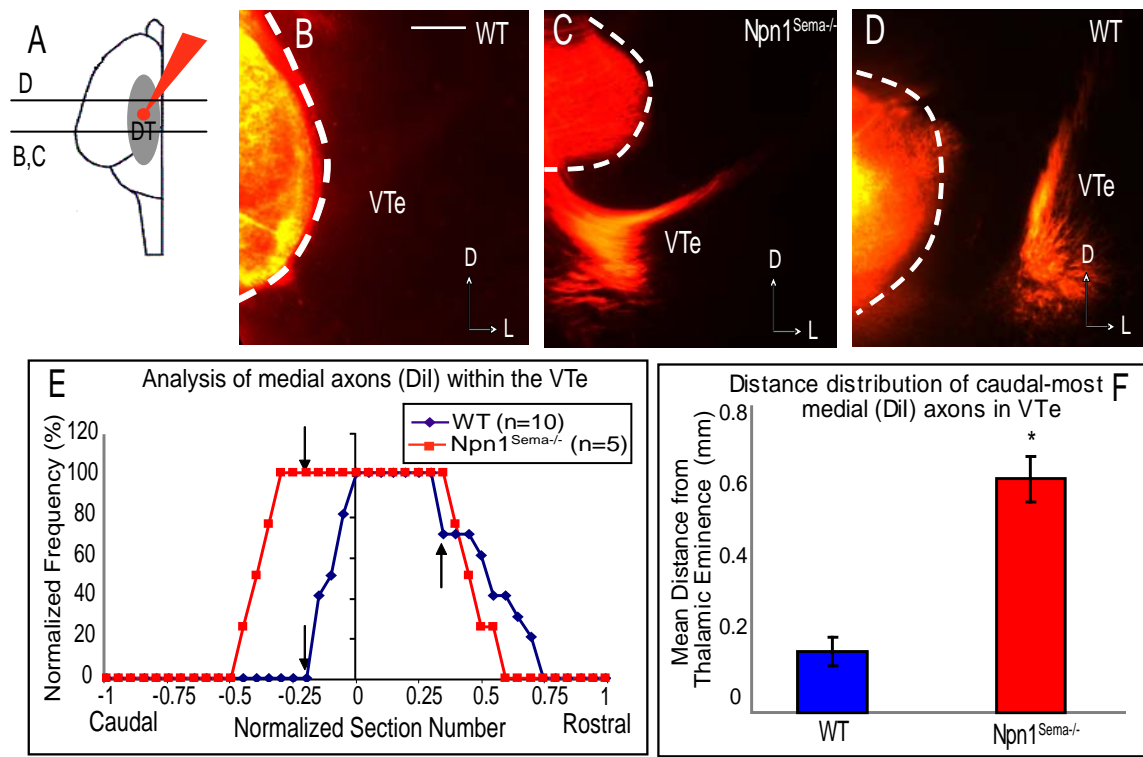 A
D
DT
B,C
B
WT
VTe
D
L
C
Npn1Sema-/-
VTe
D
L
D
WT
VTe
D
L
E
Analysis of medial axons (DiI) within the VTe
WT (n=10)
Npn1Sema-/- (n=5)
Normalized Frequency (%)
120
100
80
60
40
20
0
-1
-0.75
-0.5
-0.25
0
0.25
0.5
0.75
1
Caudal
Normalized Section Number
Rostral
F
Distance distribution of caudal-most
medial (DiI) axons in VTe
Mean Distance from
Thalamic Eminence (mm)
0.8
0.6
0.4
0.2
0
*
WT
Npn1Sema-/-